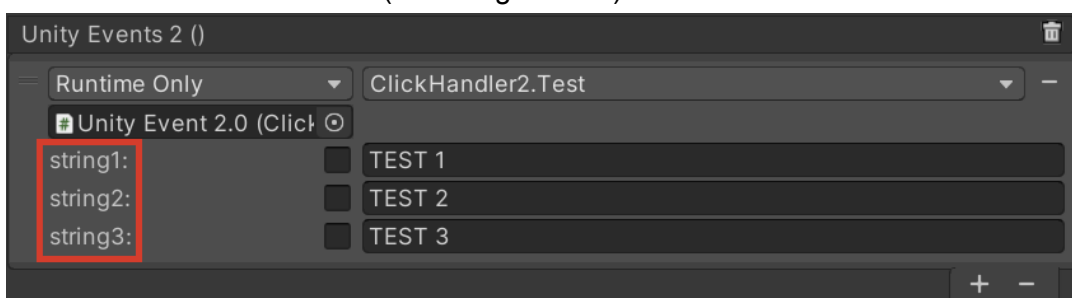 Unity Events 2 ()
Runtime Only ClickHandler2.Test
# Unity Event 2.0 (Click
string1: TEST 1
string2: TEST 2
string3: TEST 3
+ −